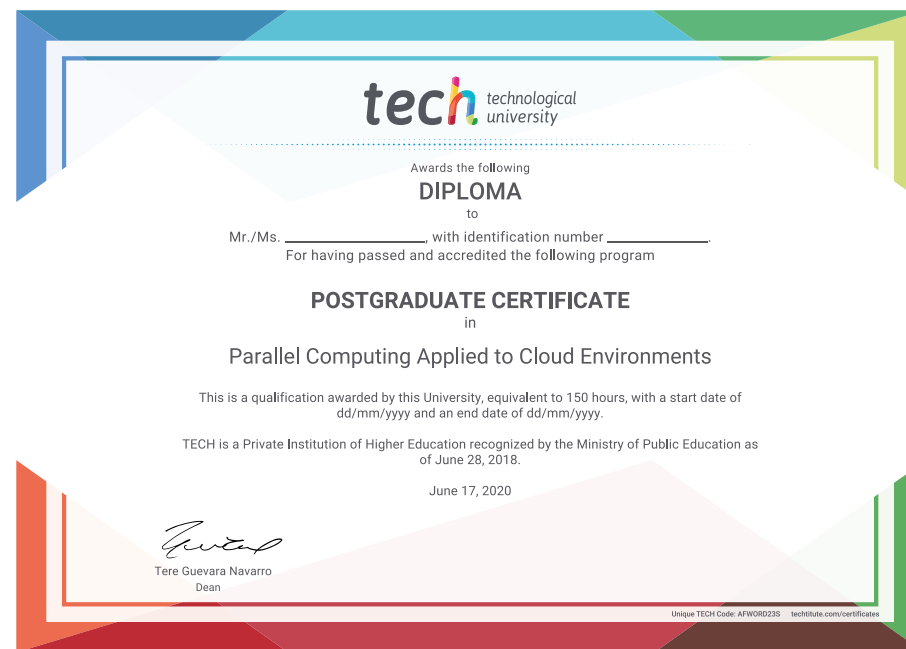 tech technological
university
Awards the following
DIPLOMA
to
Mr./Ms. ____________________, with identification number ______________.
For having passed and accredited the following program
POSTGRADUATE CERTIFICATE
in
Parallel Computing Applied to Cloud Environments
This is a qualification awarded by this University, equivalent to 150 hours, with a start date of
dd/mm/yyyy and an end date of dd/mm/yyyy.
TECH is a Private Institution of Higher Education recognized by the Ministry of Public Education as
of June 28, 2018.
June 17, 2020
Tere Guevara Navarro
Dean
Unique TECH Code: AFWORD23S techtitute.com/certificates